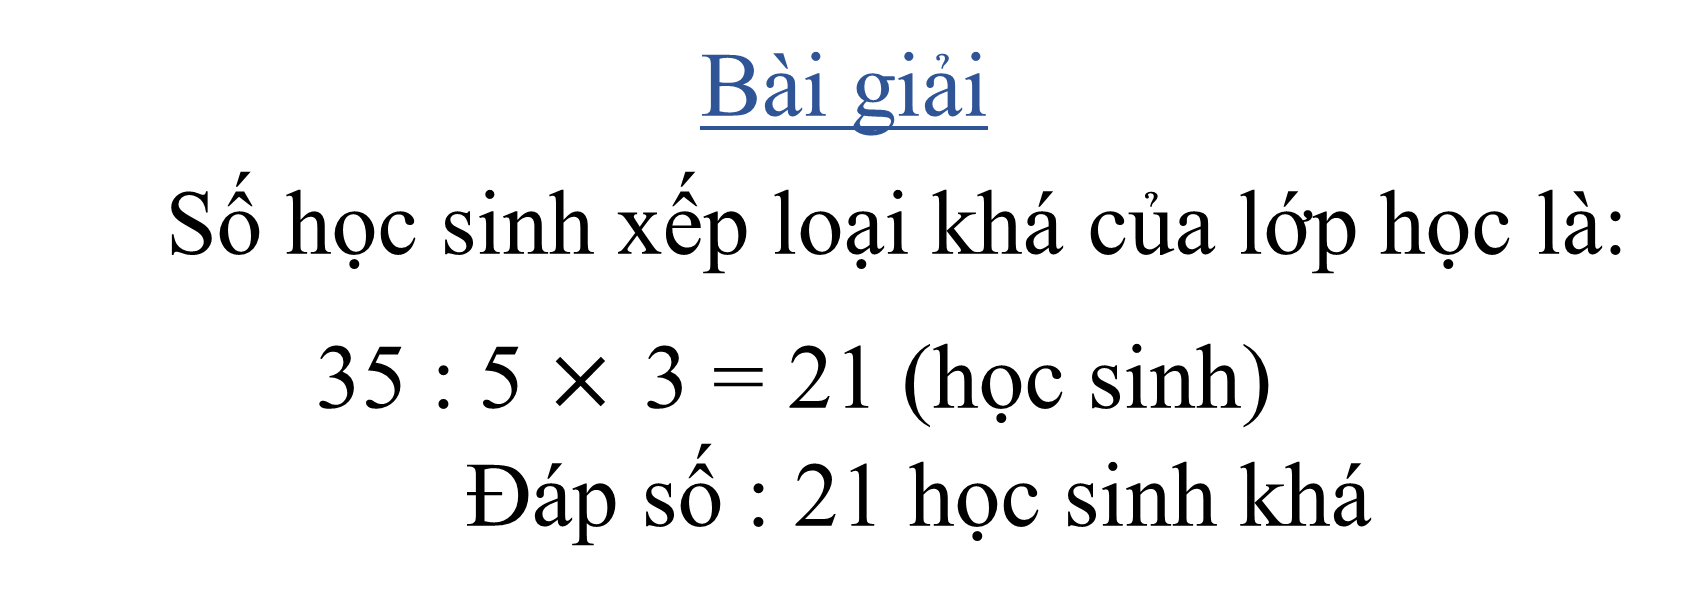 Bài giải
Số học sinh xếp loại khá của lớp học là:
35 : 5 × 3 = 21 (học sinh)
Đáp số : 21 học sinh khá